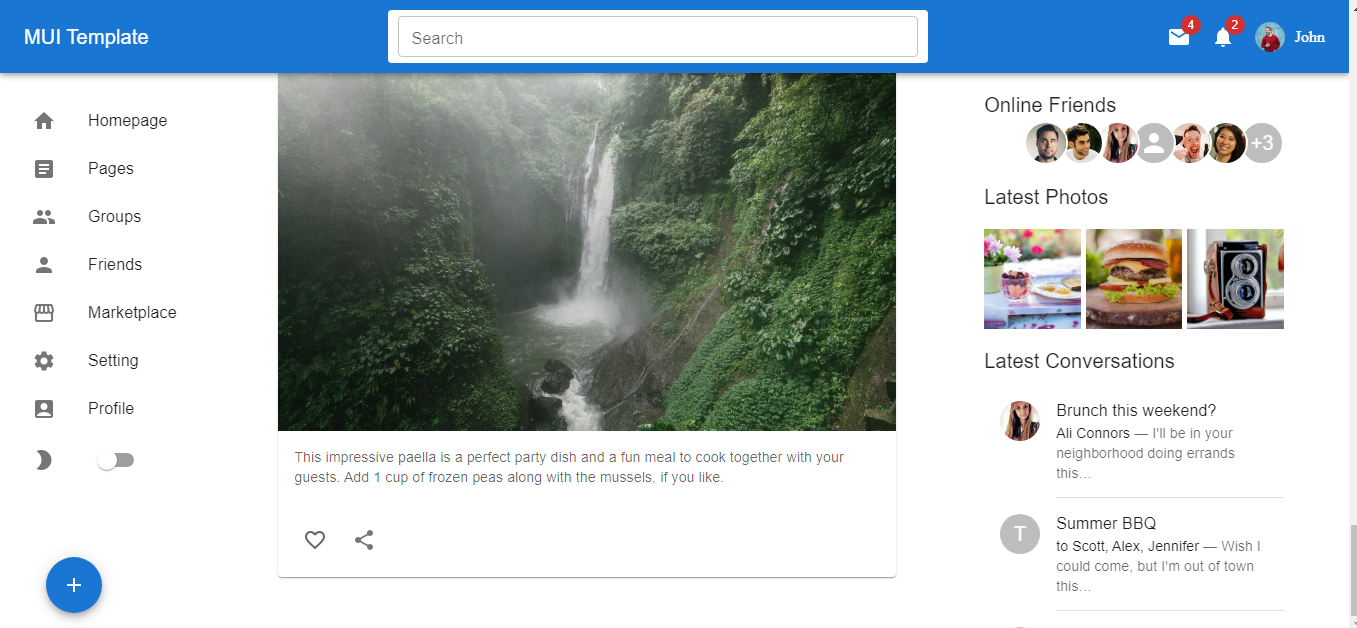 MUI Template
Search
4
2
John
Homepage
Pages
Groups
Friends
Marketplace
Setting
Profile
This impressive paella is a perfect party dish and a fun meal to cook together with your
guests. Add 1 cup of frozen peas along with the mussels, if you like.
Online Friends
+3
Latest Photos
Latest Conversations
Brunch this weekend?
Ali Connors — I'll be in your
neighborhood doing errands
this…
T
Summer BBQ
to Scott, Alex, Jennifer — Wish I
could come, but I'm out of town
this…